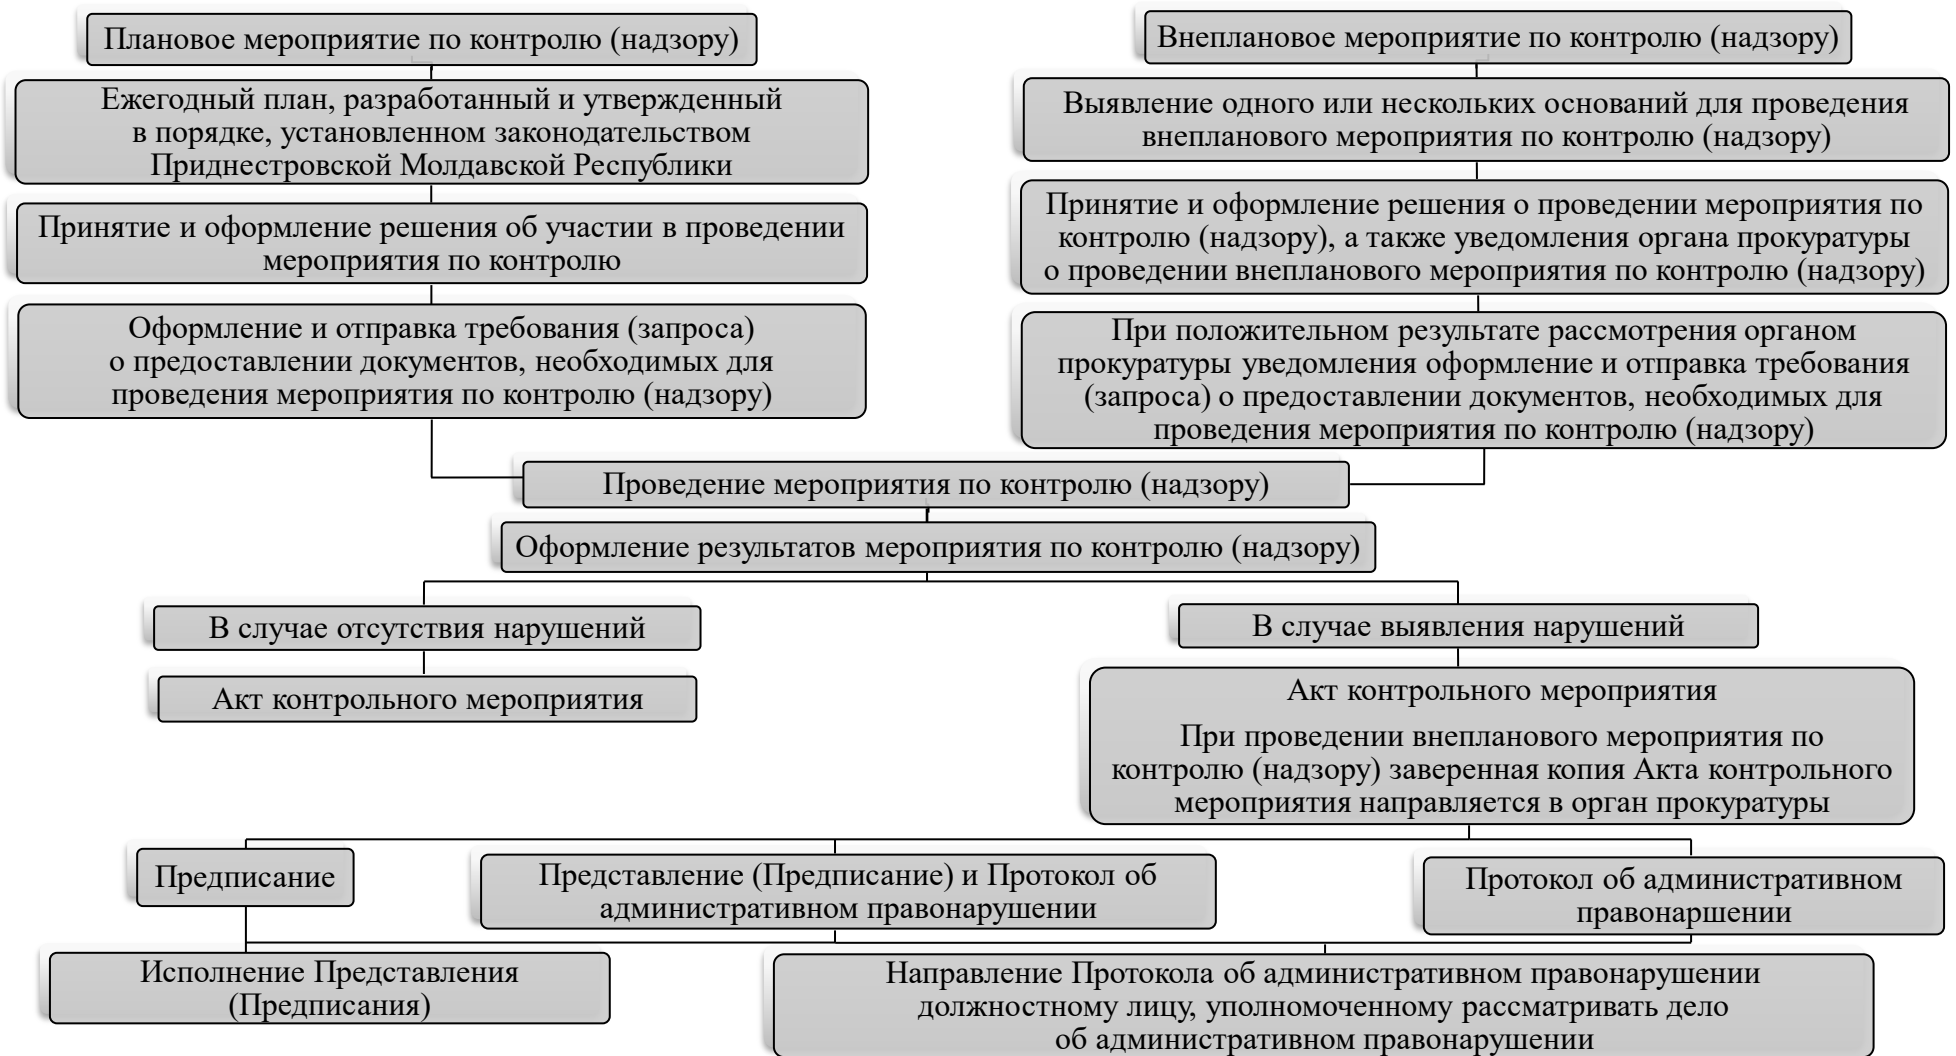 Плановое мероприятие по контролю (надзору)
Ежегодный план, разработанный и утвержденный
в порядке, установленном законодательством
Приднестровской Молдавской Республики
Принятие и оформление решения об участии в проведении
мероприятия по контролю
Оформление и отправка требования (запроса)
о предоставлении документов, необходимых для
проведения мероприятия по контролю (надзору)
Внеплановое мероприятие по контролю (надзору)
Выявление одного или нескольких оснований для проведения
внепланового мероприятия по контролю (надзору)
Принятие и оформление решения о проведении мероприятия по
контролю (надзору), а также уведомления органа прокуратуры
о проведении внепланового мероприятия по контролю (надзору)
При положительном результате рассмотрения органом
прокуратуры уведомления оформление и отправка требования
(запроса) о предоставлении документов, необходимых для
проведения мероприятия по контролю (надзору)
Проведение мероприятия по контролю (надзору)
Оформление результатов мероприятия по контролю (надзору)
В случае отсутствия нарушений
Акт контрольного мероприятия
В случае выявления нарушений
Акт контрольного мероприятия
При проведении внепланового мероприятия по
контролю (надзору) заверенная копия Акта контрольного
мероприятия направляется в орган прокуратуры
Предписание
Представление (Предписание) и Протокол об
административном правонарушении
Протокол об административном
правонаршении
Исполнение Представления
(Предписания)
Направление Протокола об административном правонарушении
должностному лицу, уполномоченному рассматривать дело
об административном правонарушении